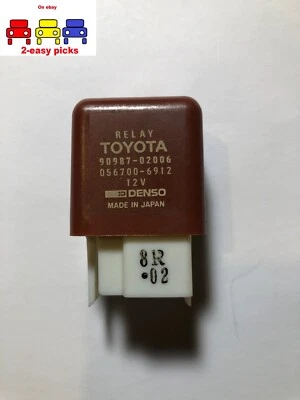 On ebay
2-easy picks
RELAY
TOYOTA
90987-02006
056700-6912
12V
DENSO
MADE IN JAPAN
8R
•02